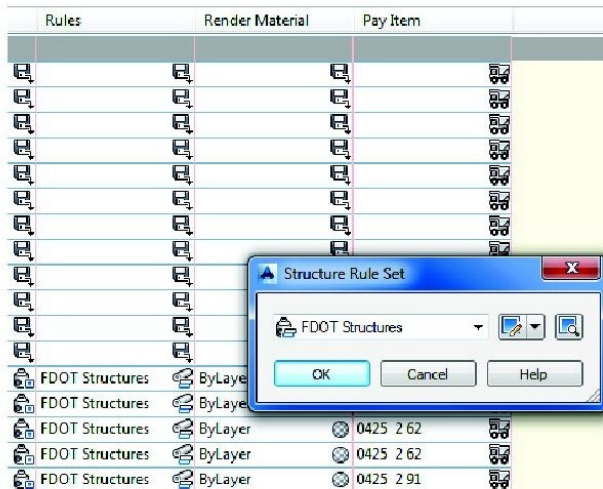 Rules Render Material Pay Item
Structure Rule Set
FDOT Structures
OK Cancel Help
FDOT Structures ByLaye
FDOT Structures
FDOT Structures ByLayer 0425 2 62
FDOT Structures ByLayer 0425 2 62
FDOT Structures ByLayer 0425 2 91